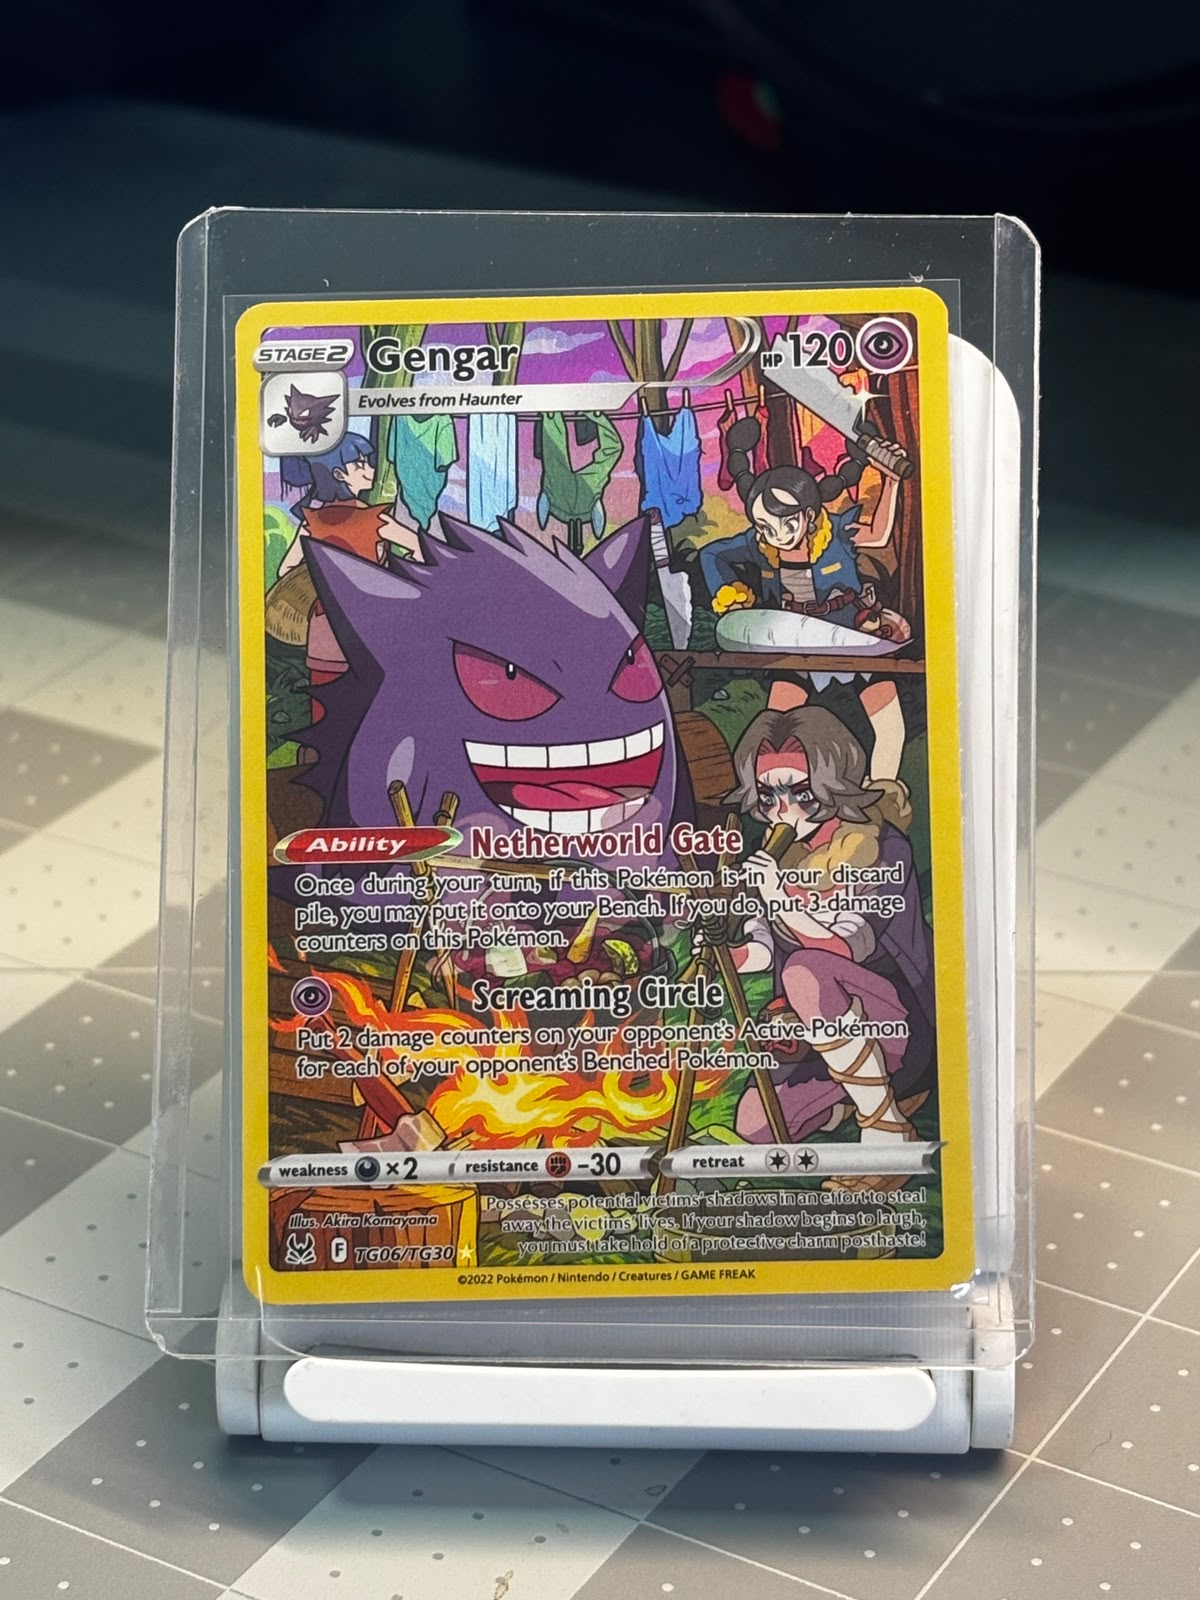 STAGE2 Gengar HP 120
Evolves from Haunter
Ability Netherworld Gate
Once during your turn, if this Pokémon is in your discard
pile, you may put it onto your Bench. If you do, put 3 damage
counters on this Pokémon.
Screaming Circle
Put 2 damage counters on your opponent's Active Pokémon
for each of your opponent's Benched Pokémon.
weakness ×2 resistance -30 retreat
Possesses potential victims' shadows in an effort to steal
away the victims' lives. If your shadow begins to laugh,
you must take hold of a protective charm posthaste!
Illus. Akira Komayama
F TG06/TG30
©2022 Pokémon / Nintendo / Creatures / GAME FREAK